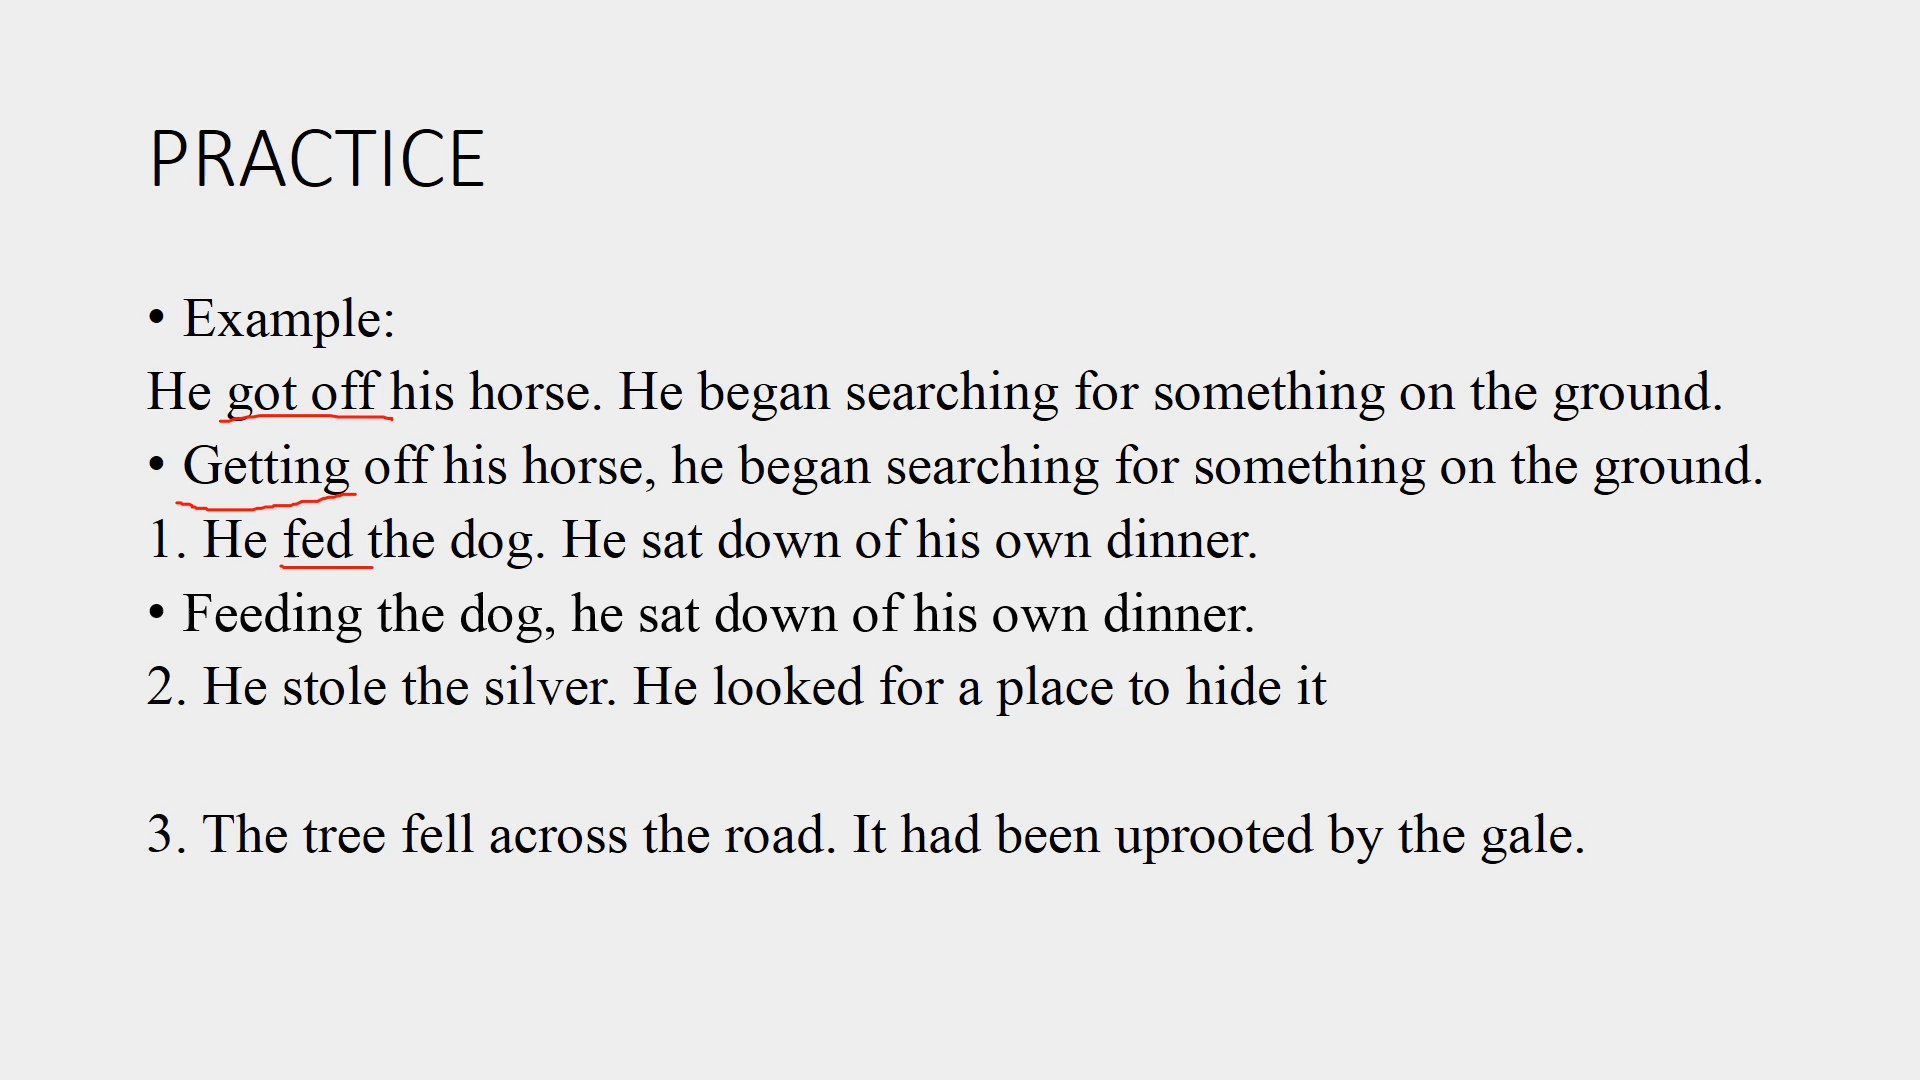 PRACTICE
• Example:
He got off his horse. He began searching for something on the ground.
• Getting off his horse, he began searching for something on the ground.
1. He fed the dog. He sat down of his own dinner.
• Feeding the dog, he sat down of his own dinner.
2. He stole the silver. He looked for a place to hide it
3. The tree fell across the road. It had been uprooted by the gale.